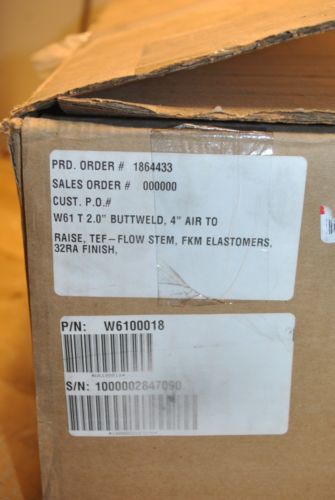 PRD. ORDER # 1864433
SALES ORDER # 000000
CUST. P.O.#
W61 T 2.0" BUTTWELD, 4" AIR TO
RAISE, TEF-FLOW STEM, FKM ELASTOMERS,
32RA FINISH,
P/N: W6100018
S/N: 1000002847090